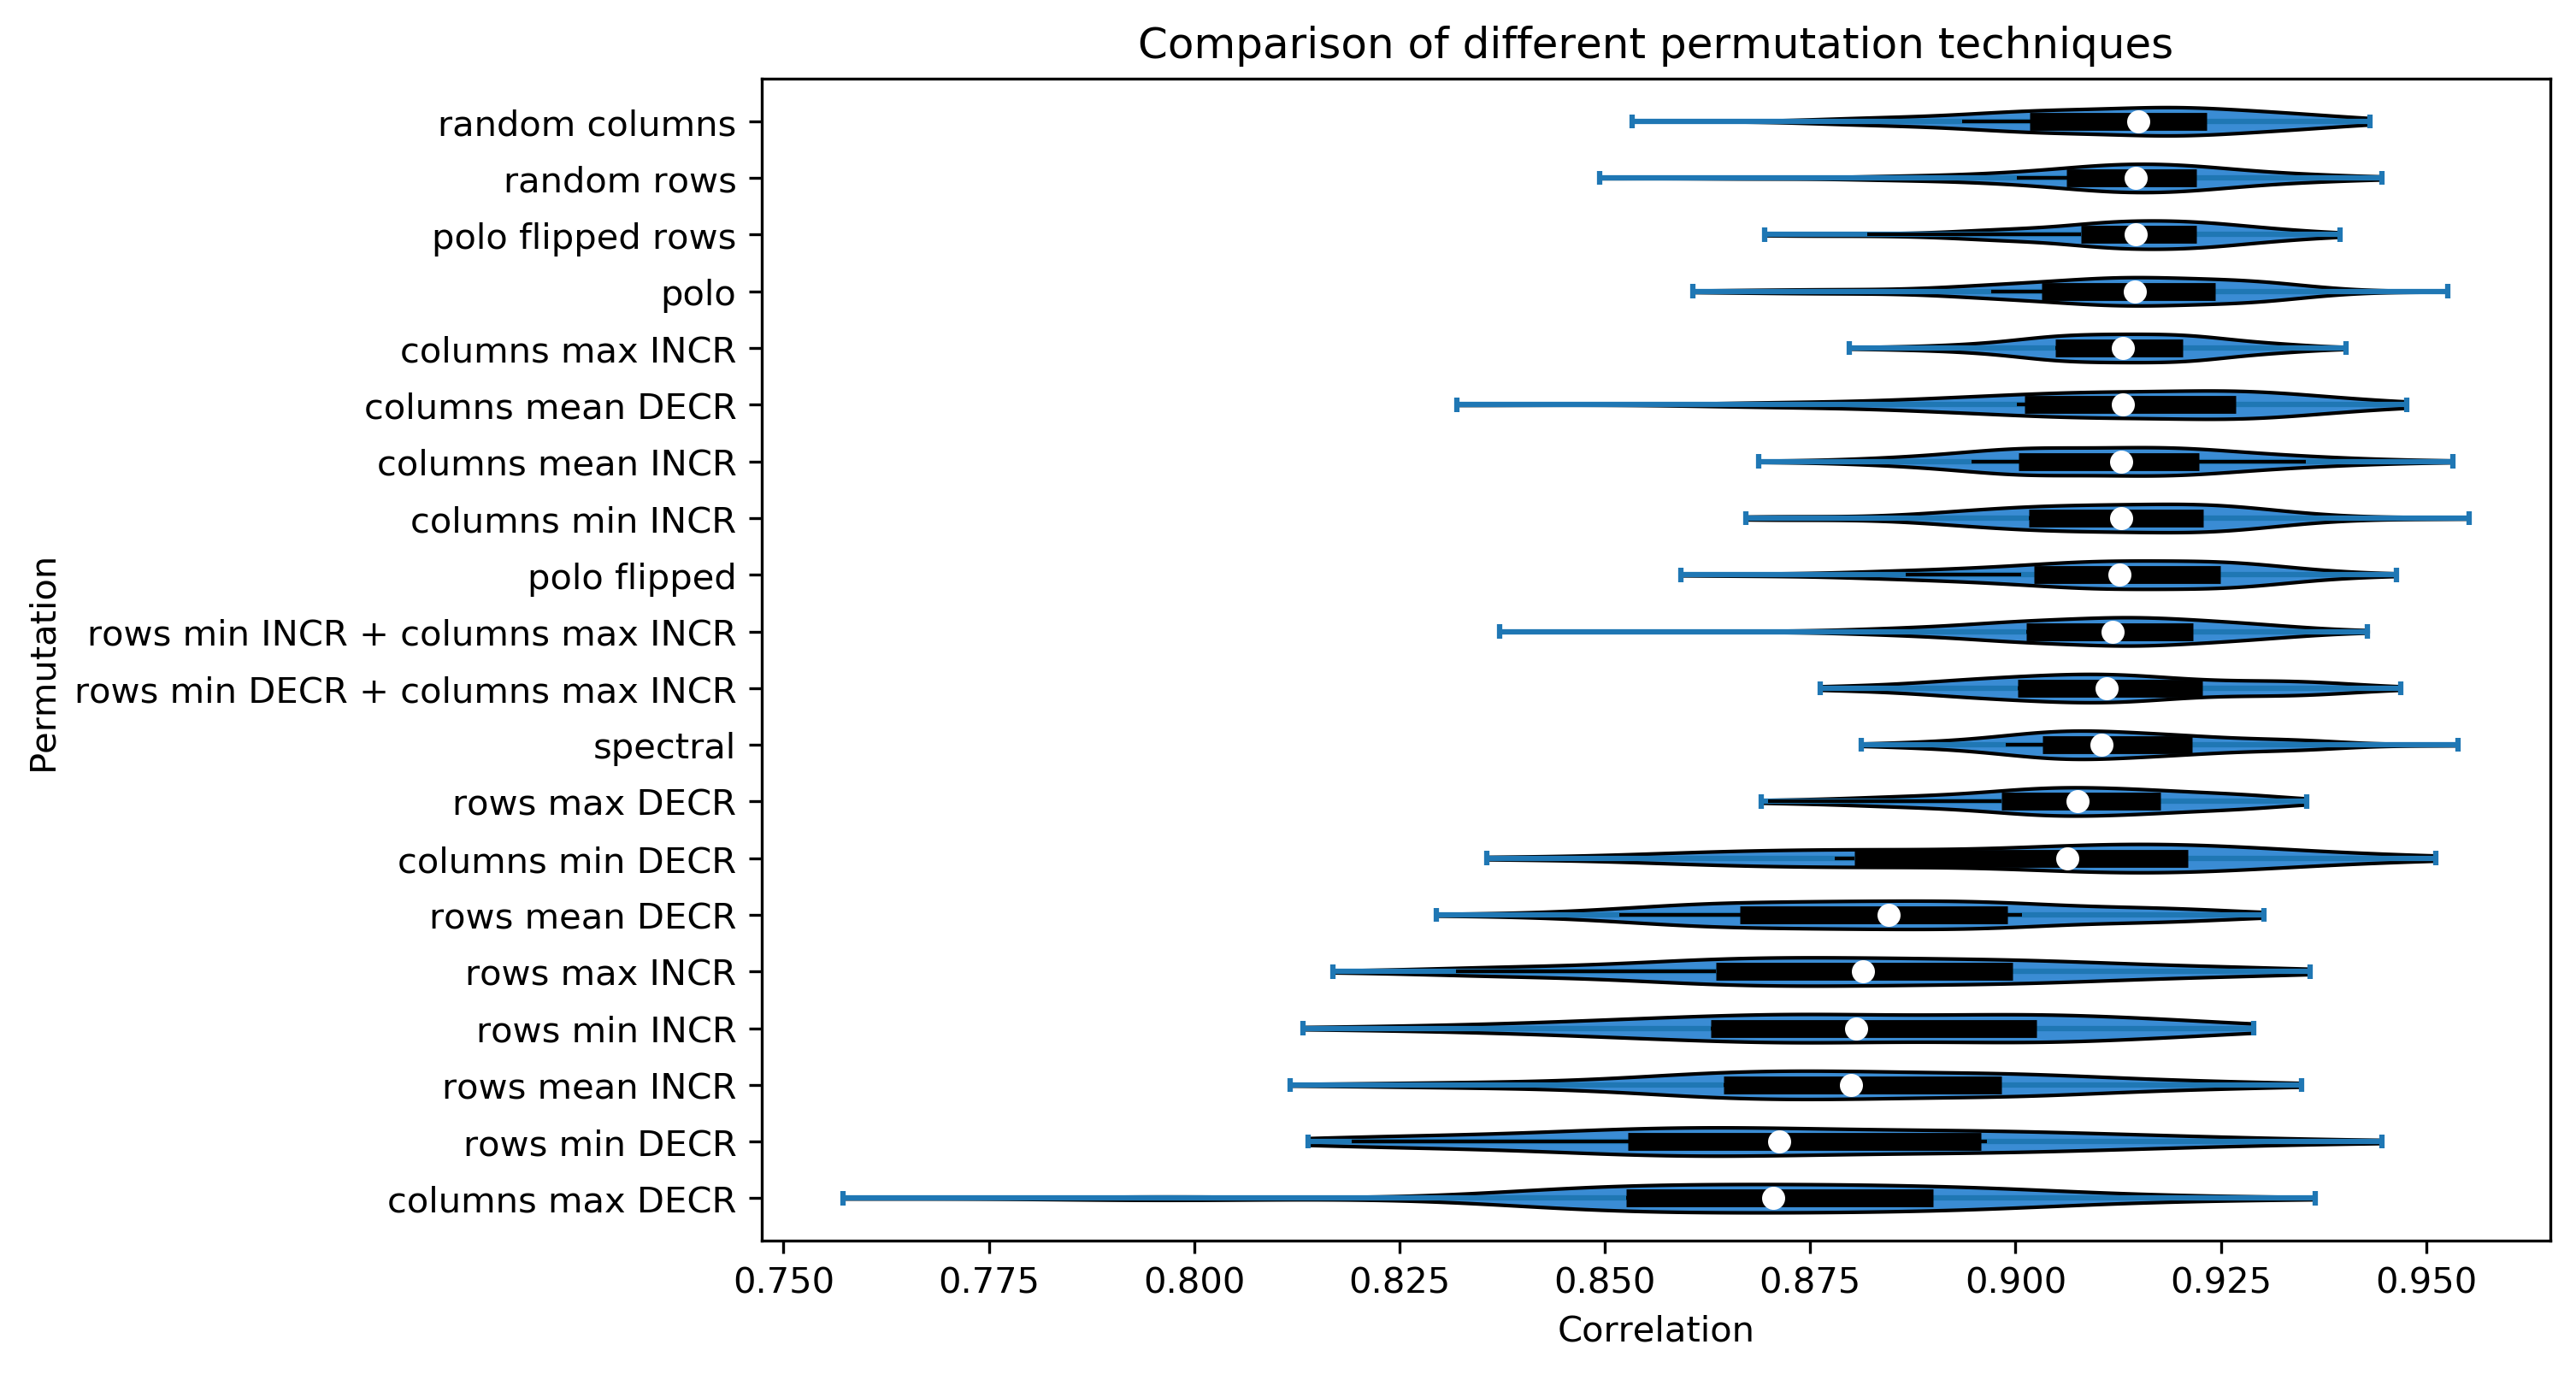 Comparison of different permutation techniques
Permutation
random columns
random rows
polo flipped rows
polo
columns max INCR
columns mean DECR
columns mean INCR
columns min INCR
polo flipped
rows min INCR + columns max INCR
rows min DECR + columns max INCR
spectral
rows max DECR
columns min DECR
rows mean DECR
rows max INCR
rows min INCR
rows mean INCR
rows min DECR
columns max DECR
0.750 0.775 0.800 0.825 0.850 0.875 0.900 0.925 0.950
Correlation